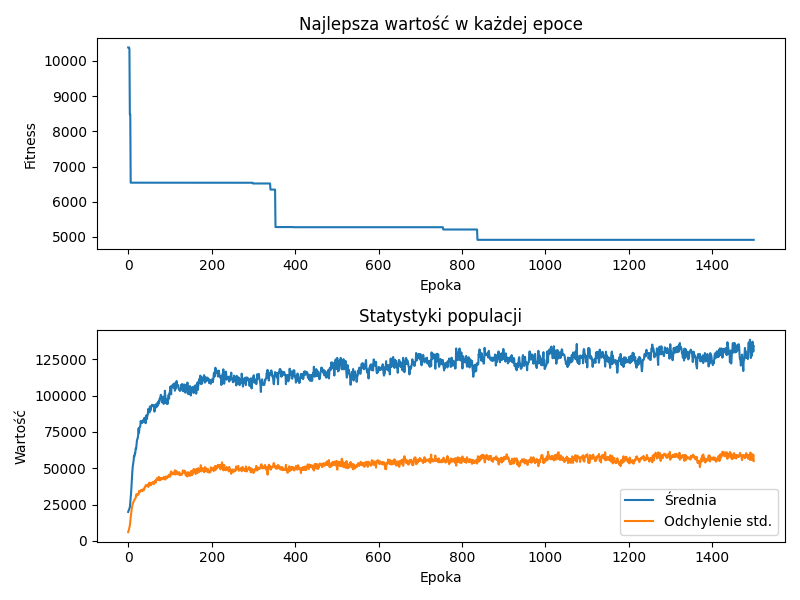 Najlepsza wartość w każdej epoce
10000
9000
8000
7000
6000
5000
Fitness
0 200 400 600 800 1000 1200 1400
Epoka
Statystyki populacji
125000
100000
75000
50000
25000
0
Wartość
Średnia
Odchylenie std.
0 200 400 600 800 1000 1200 1400
Epoka